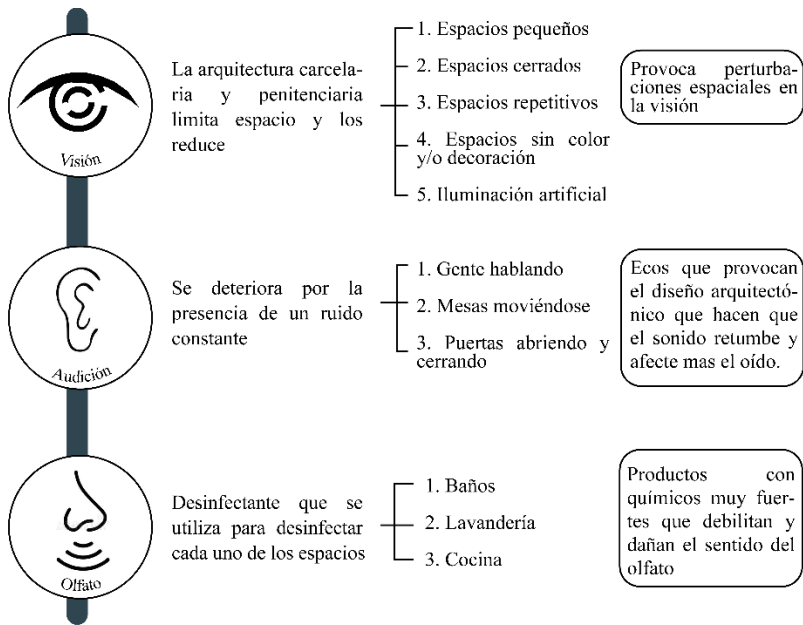 Visión
La arquitectura carcela-
ria y penitenciaria
limita espacio y los
reduce
1. Espacios pequeños
2. Espacios cerrados
3. Espacios repetitivos
4. Espacios sin color
y/o decoración
5. Iluminación artificial
Provoca perturba-
ciones espaciales en
la visión
Audición
Se deteriora por la
presencia de un ruido
constante
1. Gente hablando
2. Mesas moviéndose
3. Puertas abriendo y
cerrando
Ecos que provocan
el diseño arquitectó-
nico que hacen que
el sonido retumbe y
afecte mas el oído.
Olfato
Desinfectante que se
utiliza para desinfectar
cada uno de los espacios
1. Baños
2. Lavandería
3. Cocina
Productos con
químicos muy fuer-
tes que debilitan y
dañan el sentido del
olfato